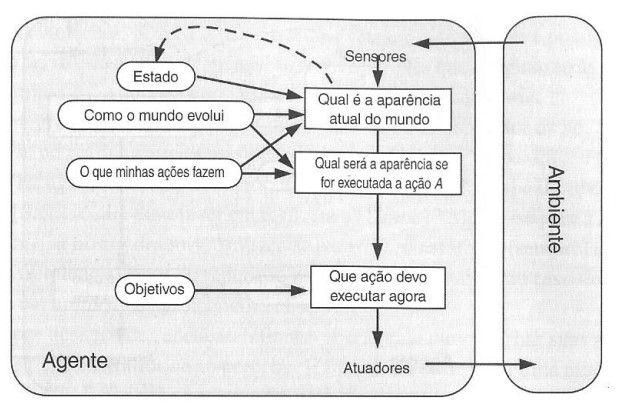 Sensores
Estado
Qual é a aparência
atual do mundo
Como o mundo evolui
Qual será a aparência se
for executada a ação A
O que minhas ações fazem
Ambiente
Que ação devo
executar agora
Objetivos
Agente
Atuadores